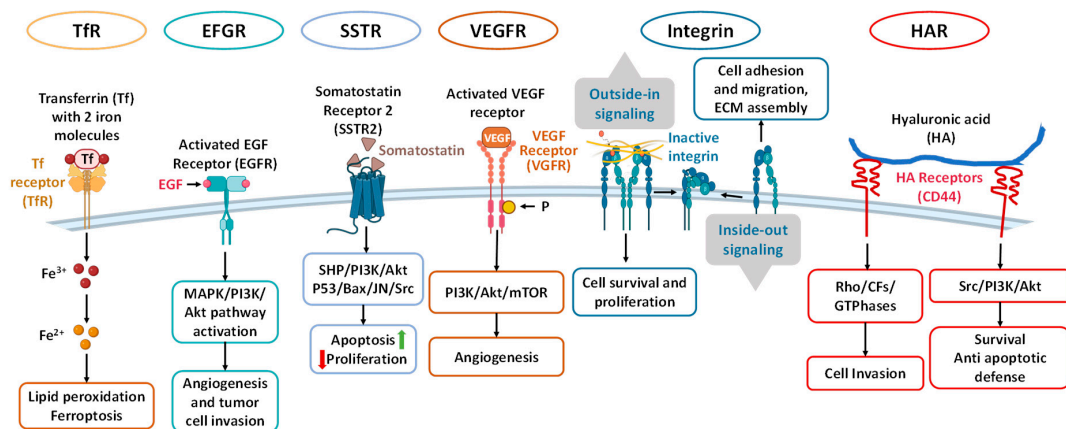 TfR
EFGR
SSTR
VEGFR
Integrin
HAR
Transferrin (Tf)
with 2 iron
molecules
Tf
Tf
receptor
(TfR)
Fe3+
Fe2+
Lipid peroxidation
Ferroptosis
Activated EGF
Receptor (EGFR)
EGF
MAPK/PI3K/
Akt pathway
activation
Angiogenesis
and tumor
cell invasion
Somatostatin
Receptor 2
(SSTR2)
Somatostatin
SHP/PI3K/Akt
P53/Bax/JN/Src
Apoptosis
Proliferation
Activated VEGF
receptor
VEGF
VEGF
Receptor
(VGFR)
P
PI3K/Akt/mTOR
Angiogenesis
Outside-in
signaling
Inactive
integrin
Cell adhesion
and migration,
ECM assembly
Inside-out
signaling
Cell survival and
proliferation
Hyaluronic acid
(HA)
HA Receptors
(CD44)
Rho/CFs/
GTPhases
Cell Invasion
Src/PI3K/Akt
Survival
Anti apoptotic
defense